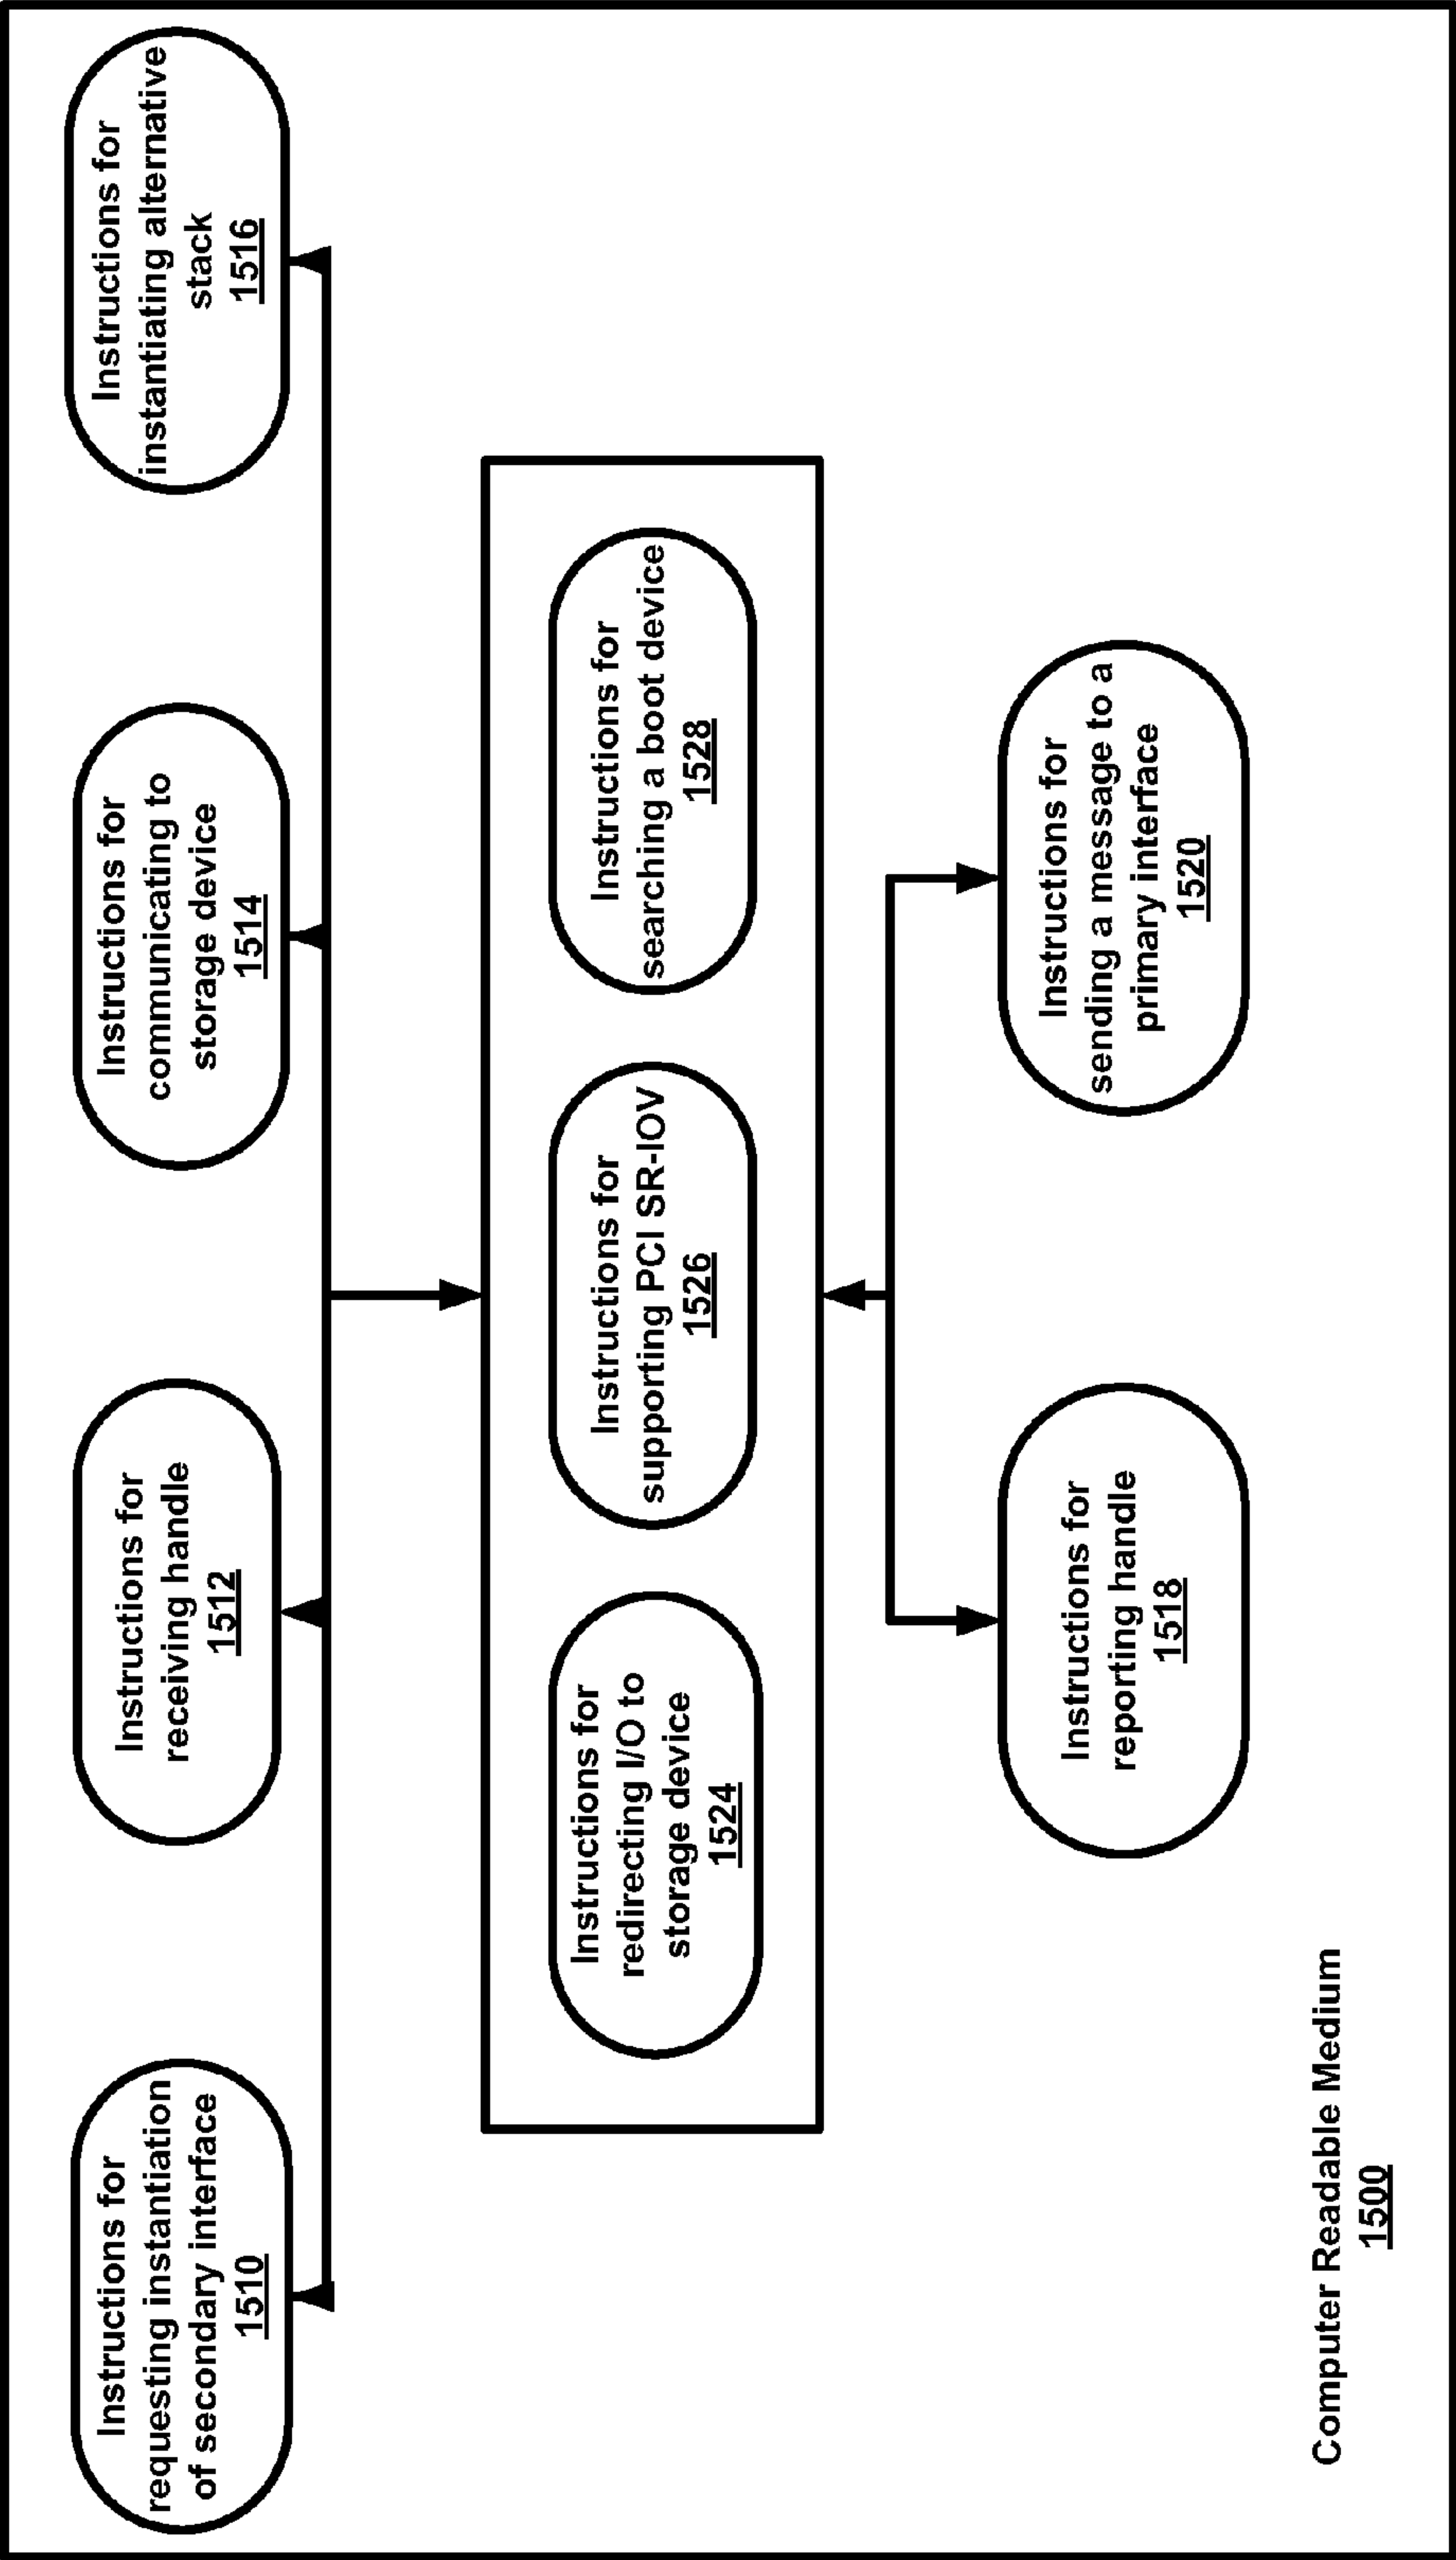 Instructions for
requesting instantiation
of secondary interface
1510
Instructions for
receiving handle
1512
Instructions for
communicating to
storage device
1514
Instructions for
instantiating alternative
stack
1516
Instructions for
redirecting I/O to
storage device
1524
Instructions for
supporting PCI SR-IOV
1526
Instructions for
searching a boot device
1528
Instructions for
reporting handle
1518
Instructions for
sending a message to a
primary interface
1520
Computer Readable Medium
1500